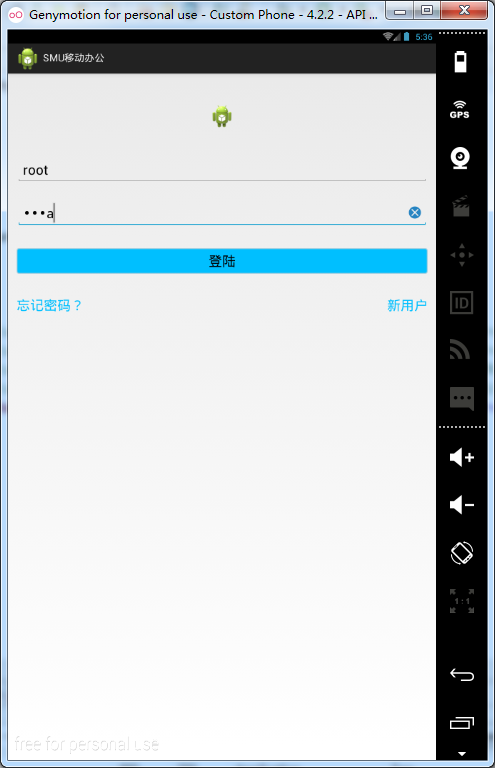 Genymotion for personal use - Custom Phone - 4.2.2 - API ...
5:36
SMU移动办公
GPS
root
•••a
登陆
ID
忘记密码？
新用户
1:1
free for personal use